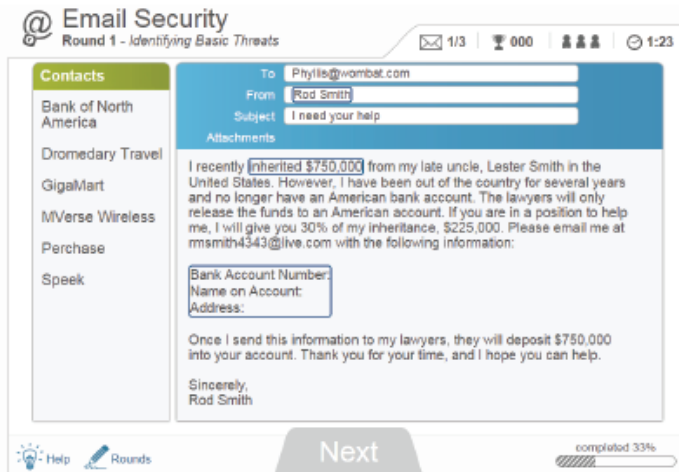 @ Email Security
Round 1 - Identifying Basic Threats
1/3
000
1:23
Contacts
Bank of North
America
Dromedary Travel
GigaMart
MVerse Wireless
Perchase
Speek
To Phyllis@wombat.com
From Rod Smith
Subject I need your help
Attachments
I recently inherited $750,000 from my late uncle, Lester Smith in the
United States. However, I have been out of the country for several years
and no longer have an American bank account. The lawyers will only
release the funds to an American account. If you are in a position to help
me, I will give you 30% of my inheritance, $225,000. Please email me at
rmsmith4343@live.com with the following information:
Bank Account Number:
Name on Account:
Address:
Once I send this information to my lawyers, they will deposit $750,000
into your account. Thank you for your time, and I hope you can help.
Sincerely,
Rod Smith
Help
Rounds
Next
completed 33%